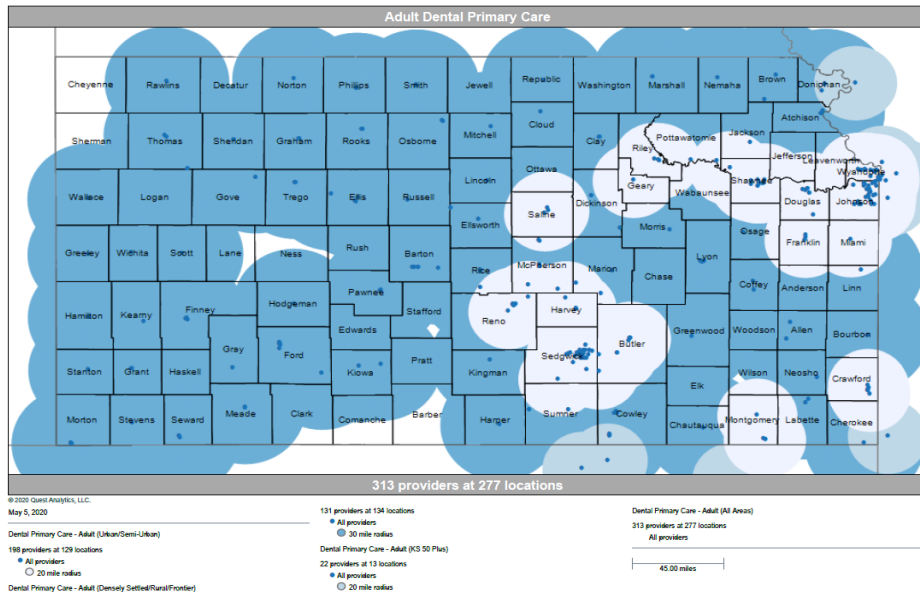 Adult Dental Primary Care
Cheyenne Rawlins Decatur Norton Phillips Smith Jewell Republic Washington Marshall Nemaha Brown Doniphan
Atchison
Sherman Thomas Sheridan Graham Rooks Osborne Mitchell Cloud Clay Riley Pottawatomie Jackson Jefferson Leavenworth
Wyandotte
Wallace Logan Gove Trego Ellis Russell Lincoln Ottawa Geary Wabaunsee Shawnee Douglas Johnson
Saline Dickinson
Ellsworth Morris Osage Franklin Miami
Greeley Wichita Scott Lane Ness Rush Barton Rice McPherson Marion Chase Lyon Coffey Anderson Linn
Hamilton Kearny Finney Hodgeman Pawnee Stafford Reno Harvey
Gray Ford Edwards Pratt Kingman Sedgwick Butler Greenwood Woodson Allen Bourbon
Stanton Grant Haskell Kiowa Elk Wilson Neosho Crawford
Morton Stevens Seward Meade Clark Comanche Barber Harper Sumner Cowley Chautauqua Montgomery Labette Cherokee
313 providers at 277 locations
© 2020 Quest Analytics, LLC.
May 5, 2020
Dental Primary Care - Adult (Urban/Semi-Urban)
198 providers at 129 locations
All providers
20 mile radius
Dental Primary Care - Adult (Densely Settled/Rural/Frontier)
131 providers at 134 locations
All providers
30 mile radius
Dental Primary Care - Adult (KS 50 Plus)
22 providers at 13 locations
All providers
20 mile radius
Dental Primary Care - Adult (All Areas)
313 providers at 277 locations
All providers
45.00 miles